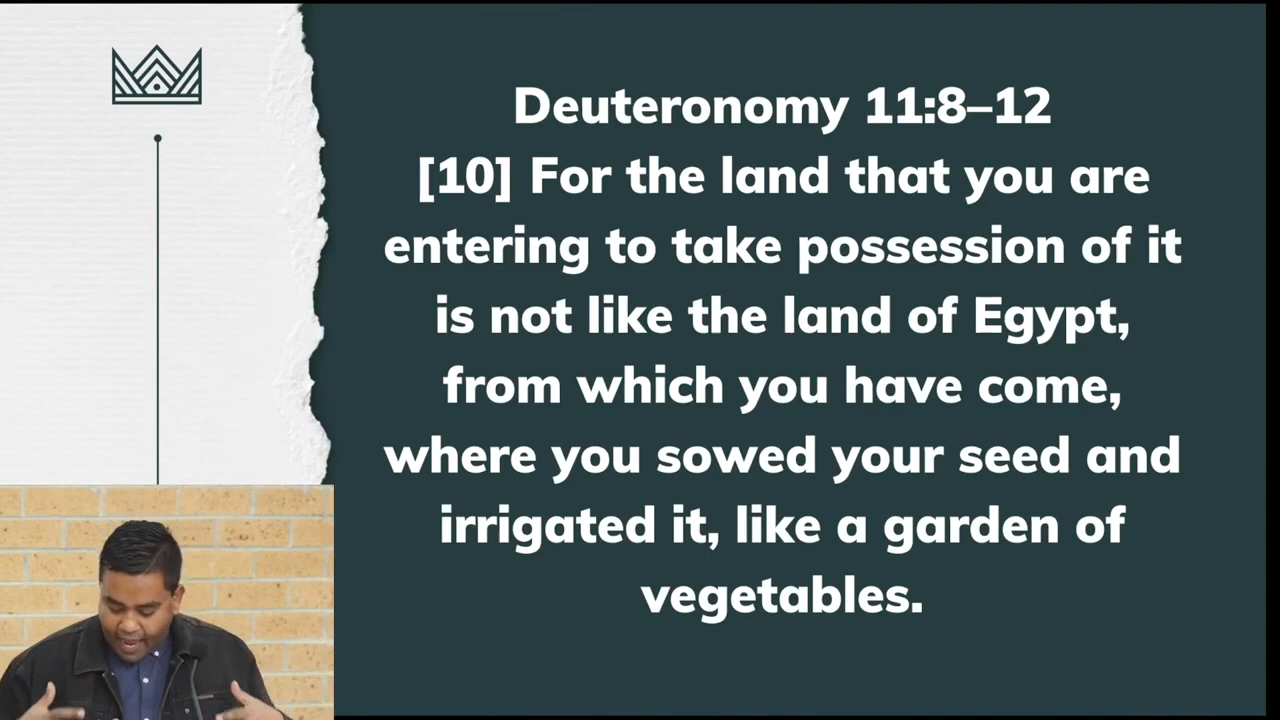 Deuteronomy 11:8–12
[10] For the land that you are
entering to take possession of it
is not like the land of Egypt,
from which you have come,
where you sowed your seed and
irrigated it, like a garden of
vegetables.